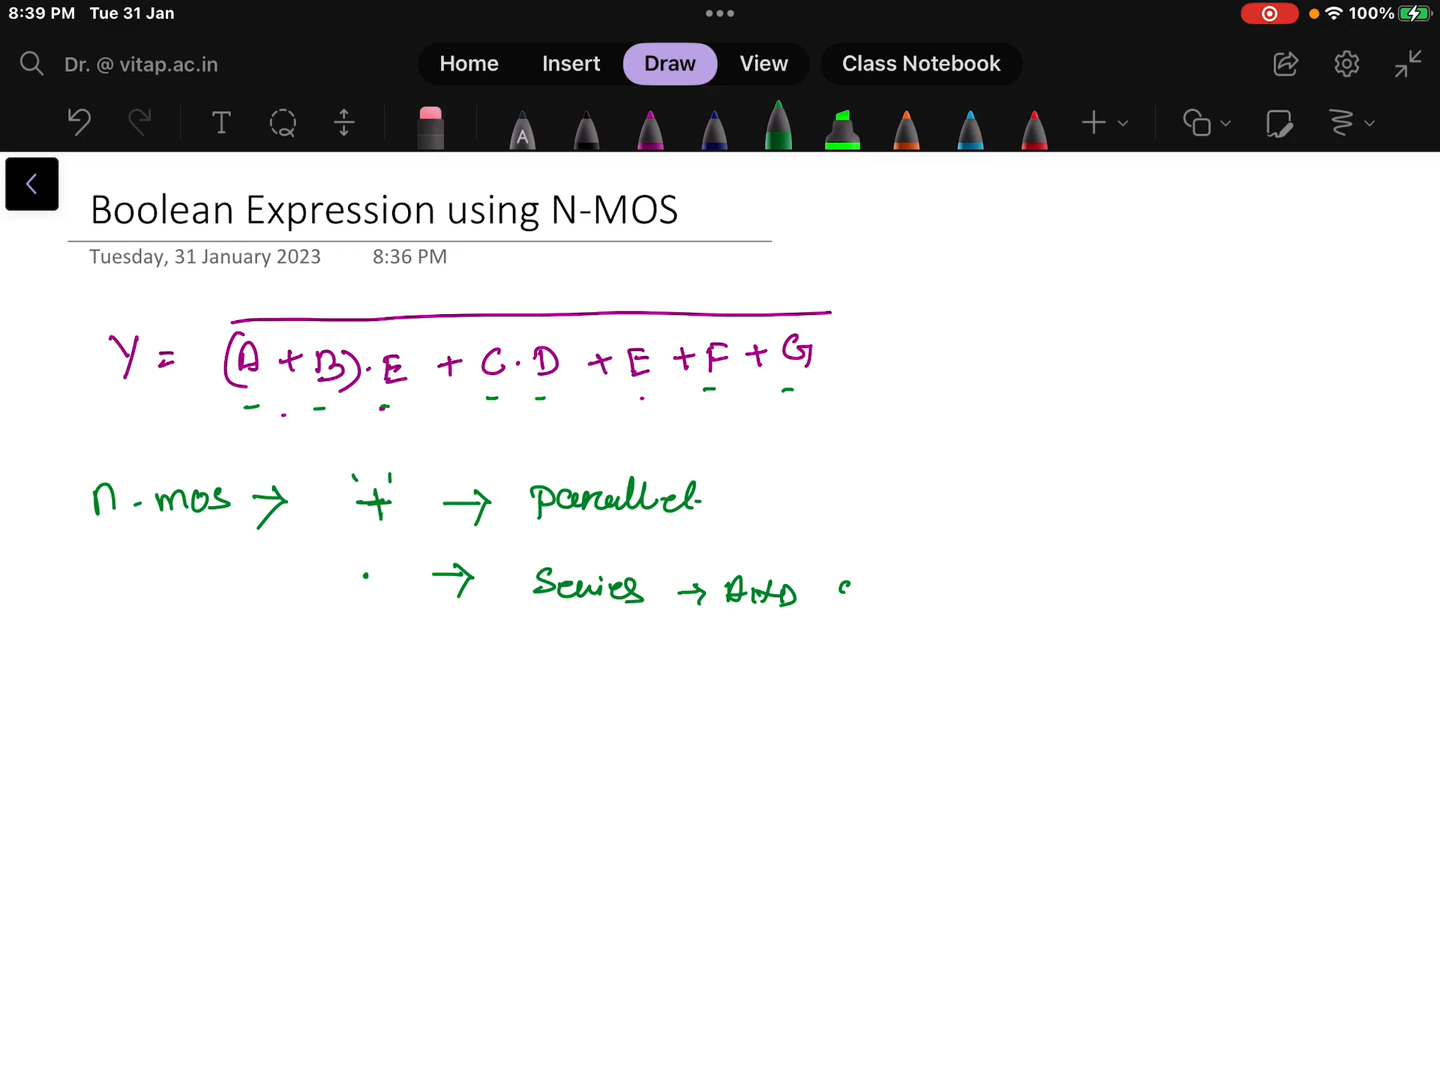 8:39 PM Tue 31 Jan
100%
Dr. @ vitap.ac.in
Home Insert Draw View Class Notebook
T
A
Boolean Expression using N-MOS
Tuesday, 31 January 2023 8:36 PM
Y = \overline{(A + B) · E + C · D + E + F + G}
n - mos → '+' → parallel
· → Series → AND